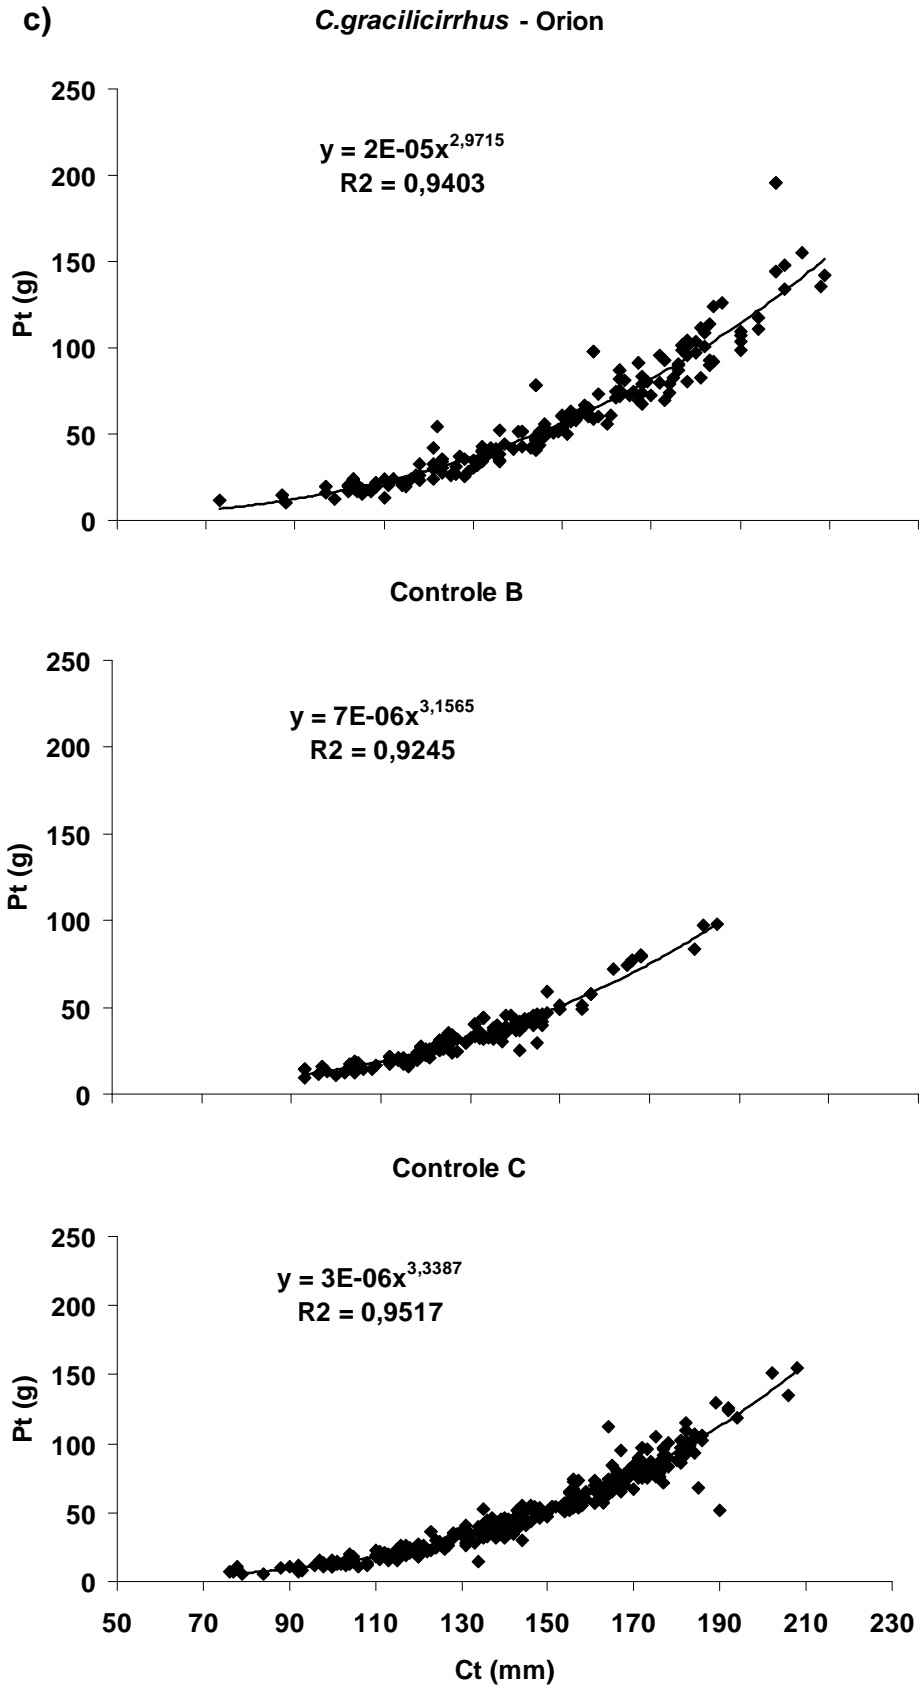 c)
C.gracilicirrhus - Orion
250
200
150
100
50
0
Pt (g)
y = 2E-05x^2,9715
R2 = 0,9403
Controle B
250
200
150
100
50
0
Pt (g)
y = 7E-06x^3,1565
R2 = 0,9245
Controle C
250
200
150
100
50
0
Pt (g)
y = 3E-06x^3,3387
R2 = 0,9517
50 70 90 110 130 150 170 190 210 230
Ct (mm)